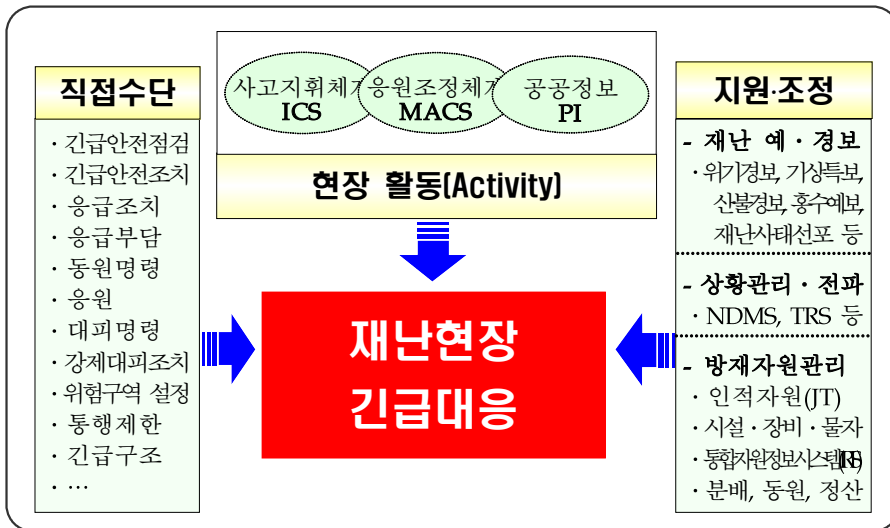 직접수단
· 긴급안전점검
· 긴급안전조치
· 응급조치
· 응급부담
· 동원명령
· 응원
· 대피명령
· 강제대피조치
· 위험구역 설정
· 통행제한
· 긴급구조
· …
사고지휘체계
ICS
응원조정체계
MACS
공공정보
PI
현장 활동(Activity)
재난현장
긴급대응
지원·조정
- 재난 예·경보
· 위기경보, 기상특보,
산불경보, 홍수예보,
재난사태선포 등
- 상황관리·전파
· NDMS, TRS 등
- 방재자원관리
· 인적자원(JT)
· 시설·장비·물자
· 통합자원정보시스템
· 분배, 동원, 정산